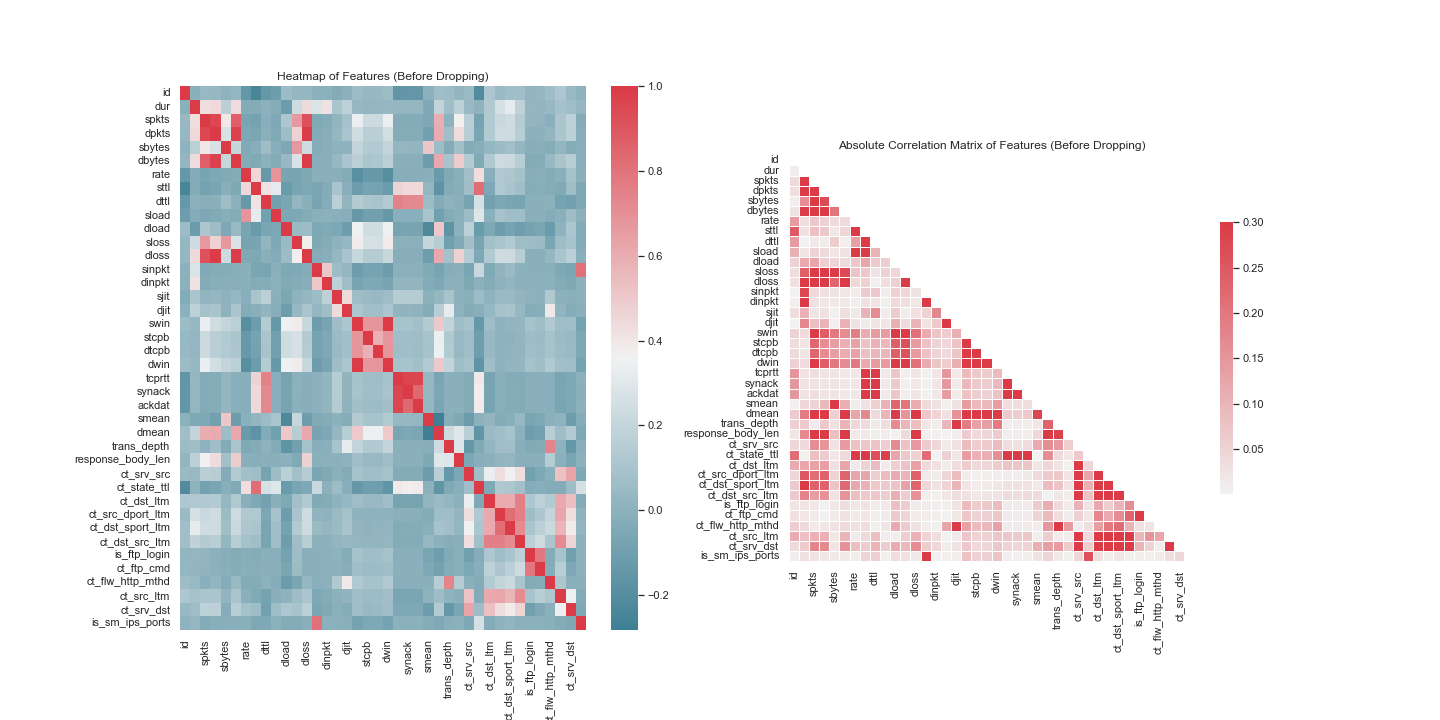 Heatmap of Features (Before Dropping)
id
dur
spkts
dpkts
sbytes
dbytes
rate
sttl
dttl
sload
dload
sloss
dloss
sinpkt
dinpkt
sjit
djit
swin
stcpb
dtcpb
dwin
tcprtt
synack
ackdat
smean
dmean
trans_depth
response_body_len
ct_srv_src
ct_state_ttl
ct_dst_ltm
ct_src_dport_ltm
ct_dst_sport_ltm
ct_dst_src_ltm
is_ftp_login
ct_ftp_cmd
ct_flw_http_mthd
ct_src_ltm
ct_srv_dst
is_sm_ips_ports
id
spkts
sbytes
rate
dttl
dload
dloss
dinpkt
djit
stcpb
dwin
synack
smean
trans_depth
ct_srv_src
ct_dst_ltm
ct_dst_sport_ltm
is_ftp_login
ct_flw_http_mthd
ct_srv_dst
1.0
0.8
0.6
0.4
0.2
0.0
−0.2
Absolute Correlation Matrix of Features (Before Dropping)
id
dur
spkts
dpkts
sbytes
dbytes
rate
sttl
dttl
sload
dload
sloss
dloss
sinpkt
dinpkt
sjit
djit
swin
stcpb
dtcpb
dwin
tcprtt
synack
ackdat
smean
dmean
trans_depth
response_body_len
ct_srv_src
ct_state_ttl
ct_dst_ltm
ct_src_dport_ltm
ct_dst_sport_ltm
ct_dst_src_ltm
is_ftp_login
ct_ftp_cmd
ct_flw_http_mthd
ct_src_ltm
ct_srv_dst
is_sm_ips_ports
id
spkts
sbytes
rate
dttl
dload
dloss
dinpkt
djit
stcpb
dwin
synack
smean
trans_depth
ct_srv_src
ct_dst_ltm
ct_dst_sport_ltm
is_ftp_login
ct_flw_http_mthd
ct_srv_dst
0.30
0.25
0.20
0.15
0.10
0.05